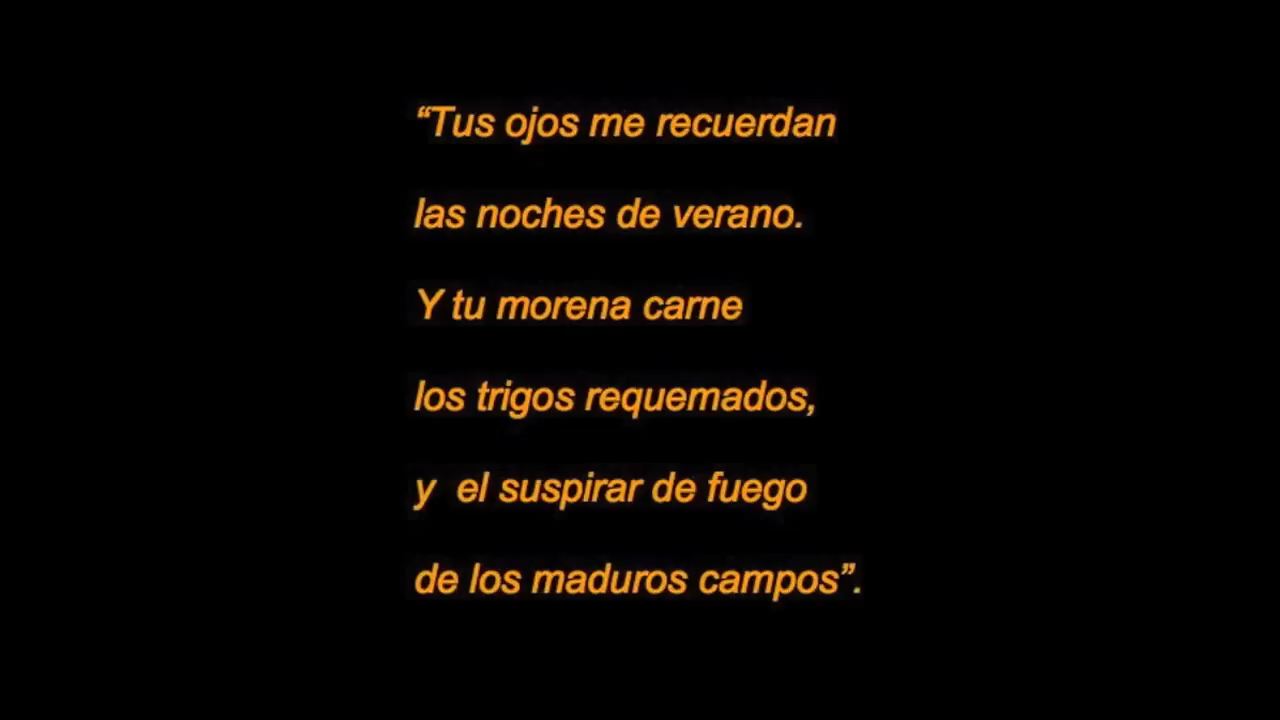 “Tus ojos me recuerdan
las noches de verano.
Y tu morena carne
los trigos requemados,
y  el suspirar de fuego
de los maduros campos”.